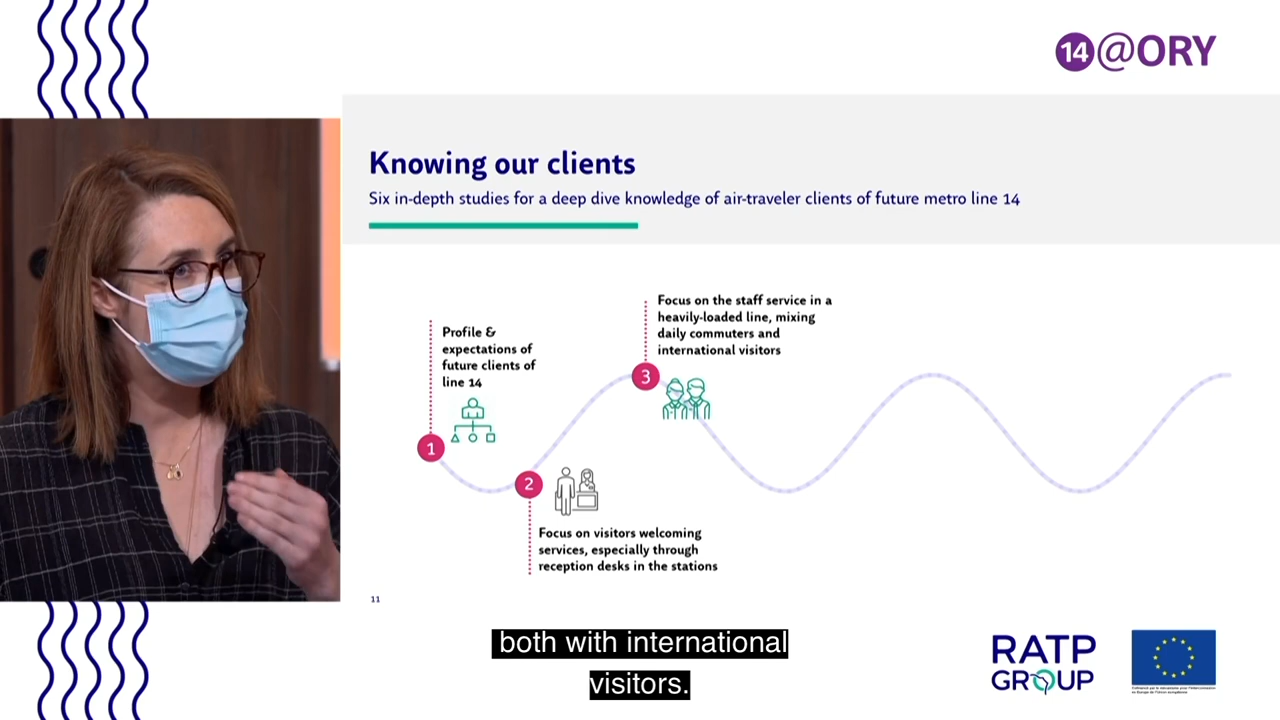 14@ORY
Knowing our clients
Six in-depth studies for a deep dive knowledge of air-traveler clients of future metro line 14
Profile &
expectations of
future clients of
line 14
1
2
Focus on visitors welcoming
services, especially through
reception desks in the stations
Focus on the staff service in a
heavily-loaded line, mixing
daily commuters and
international visitors
3
11
both with international
visitors.
RATP
GROUP